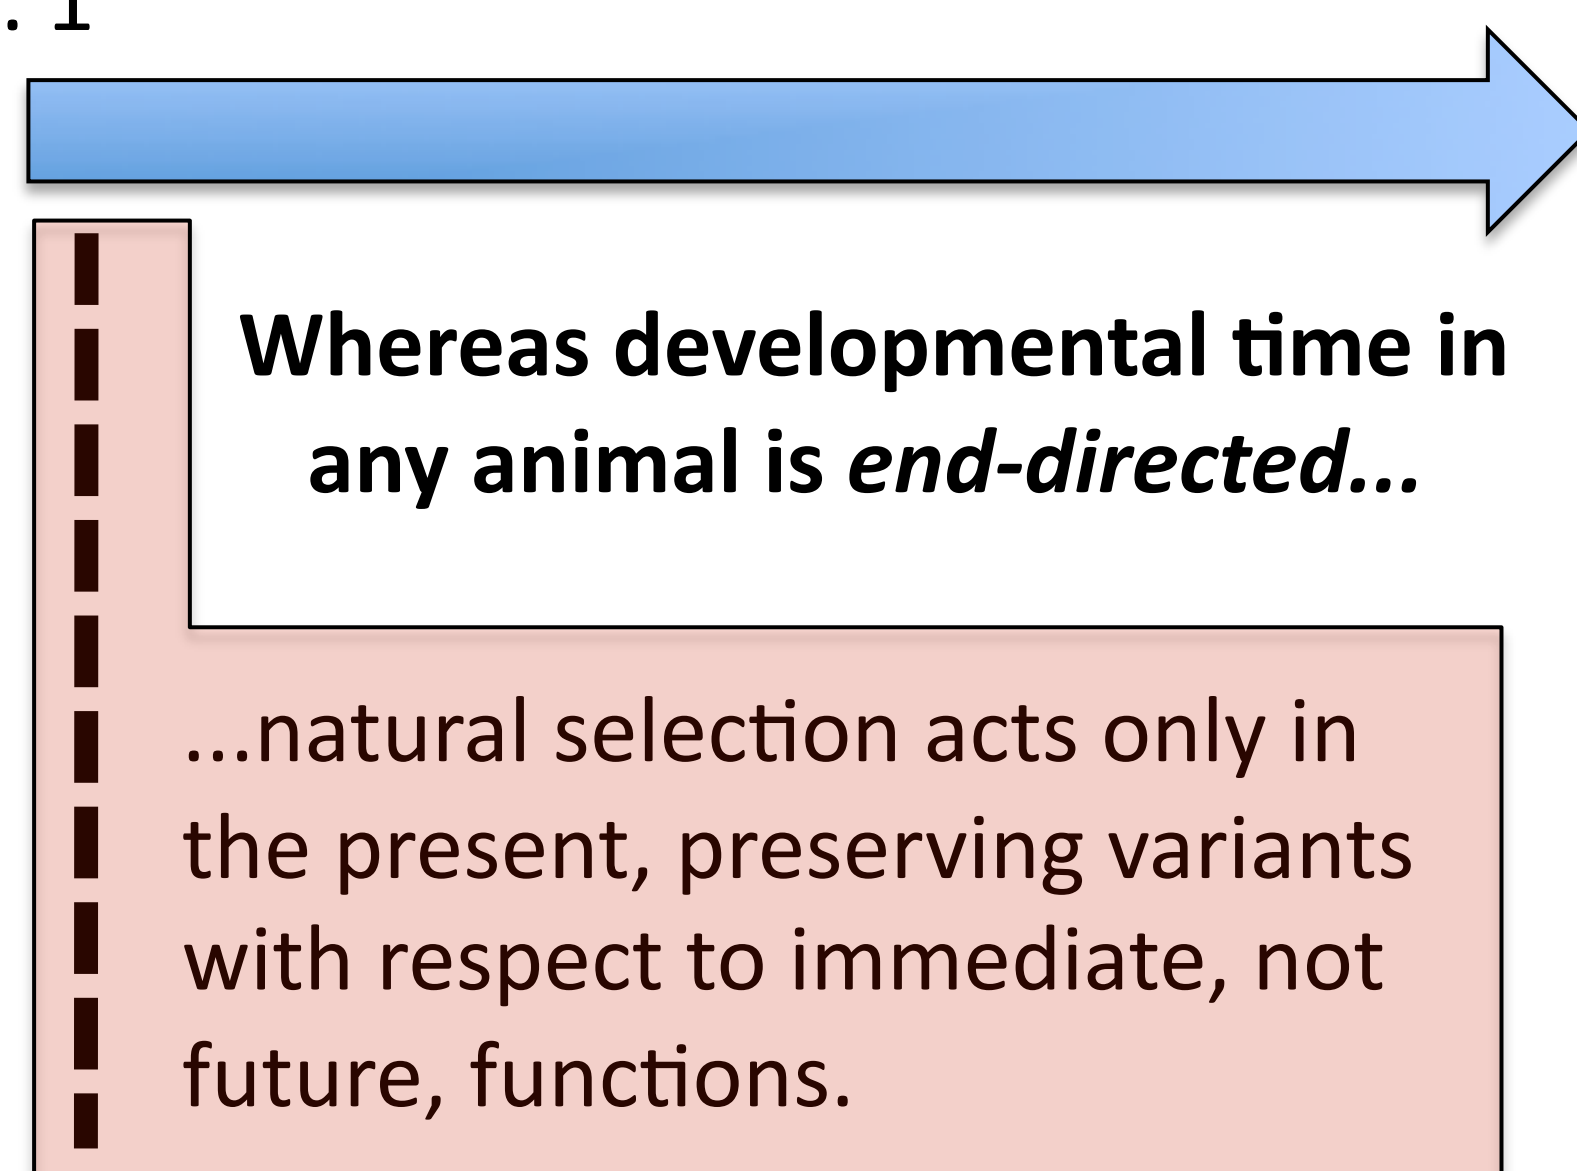 . 1
Whereas developmental time in
any animal is end-directed...
...natural selection acts only in
the present, preserving variants
with respect to immediate, not
future, functions.